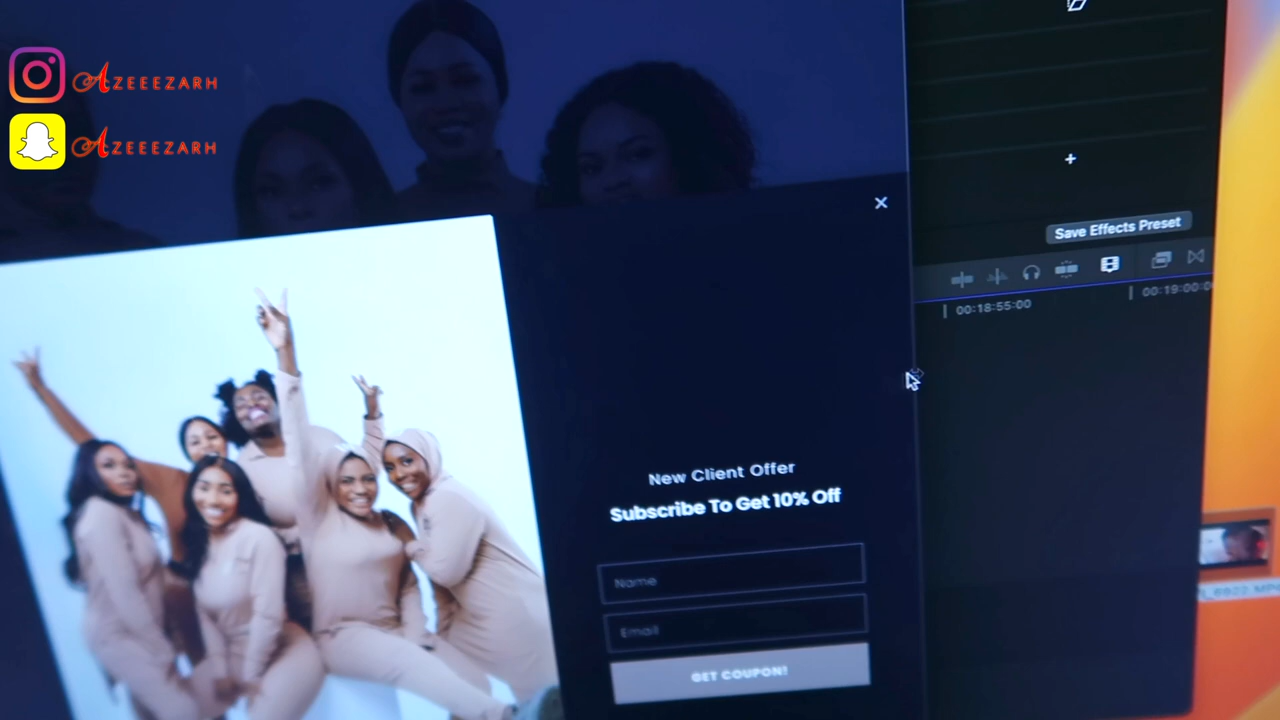 AZEEEZARH
AZEEEZARH
Save Effects Preset
00:18:55:00
00:19:00:0
New Client Offer
Subscribe To Get 10% Off
Name
Email
GET COUPON!